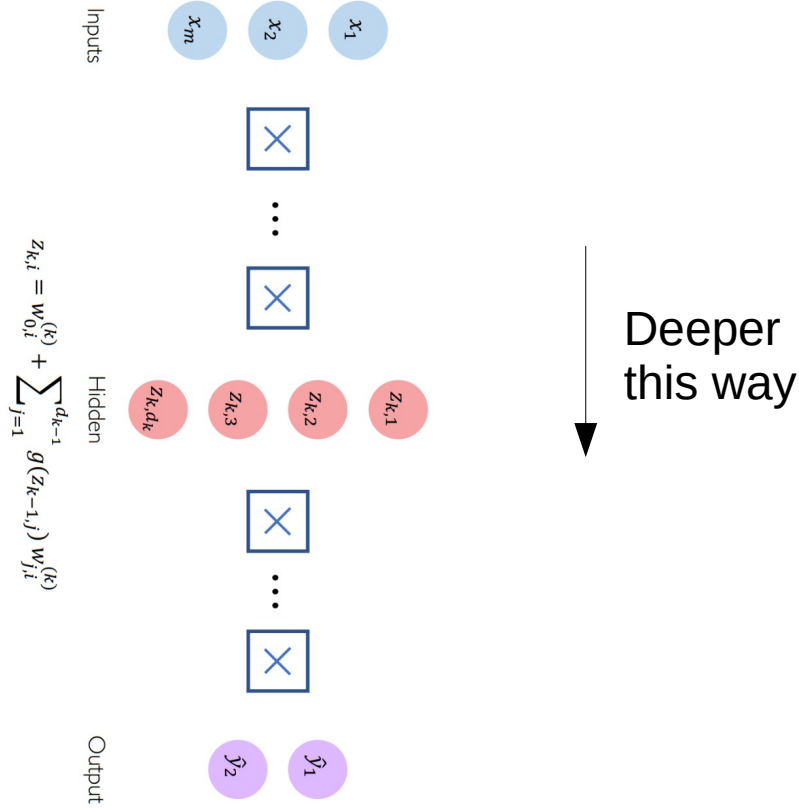 Inputs
x_1
x_2
x_m
×
...
×
Deeper
this way
Hidden
z_{k,1}
z_{k,2}
z_{k,3}
z_{k,d_k}
z_{k,i} = w_{0,i}^{(k)} + \sum_{j=1}^{d_{k-1}} g(z_{k-1,j}) w_{j,i}^{(k)}
×
...
×
Output
ŷ_1
ŷ_2